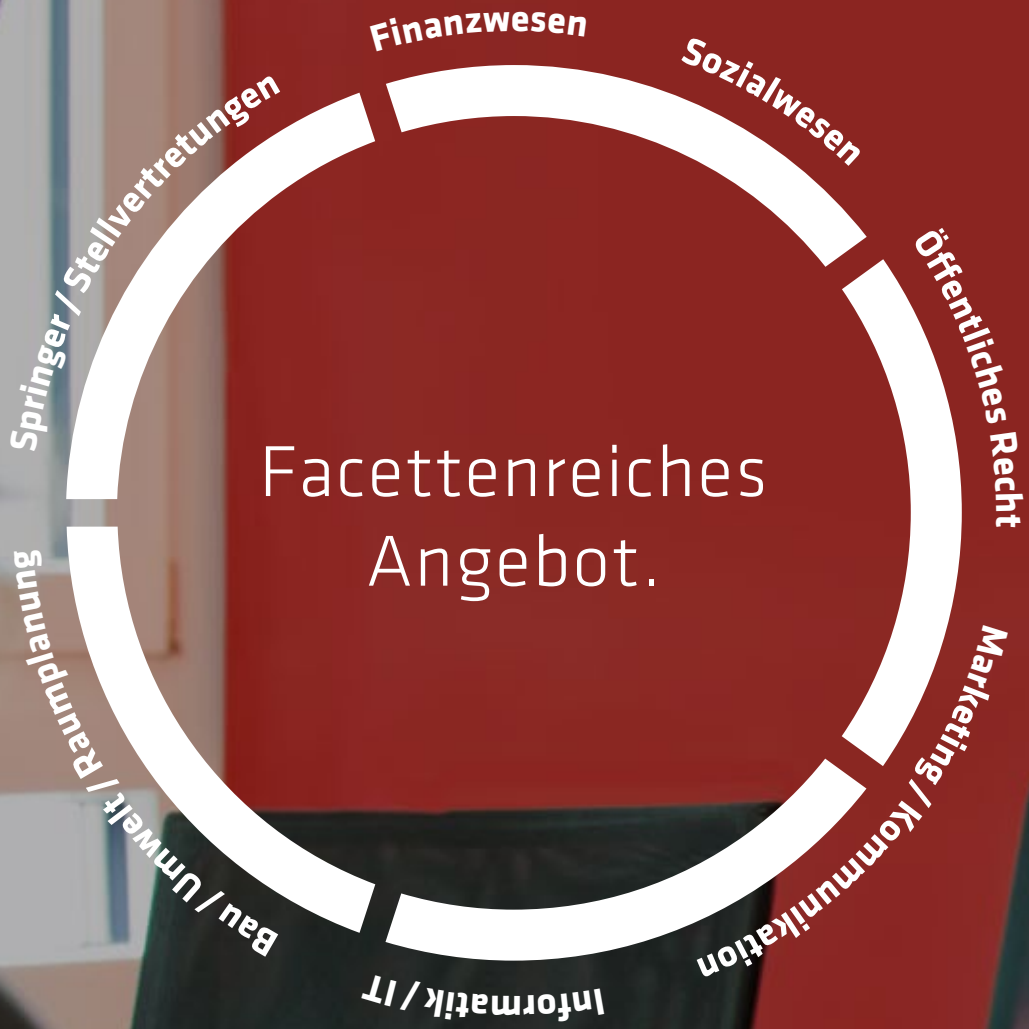 Finanzwesen
Sozialwesen
Öffentliches Recht
Marketing / Kommunikation
Informatik / IT
Bau / Umwelt / Raumplanung
Springer / Stellvertretungen
Facettenreiches
Angebot.